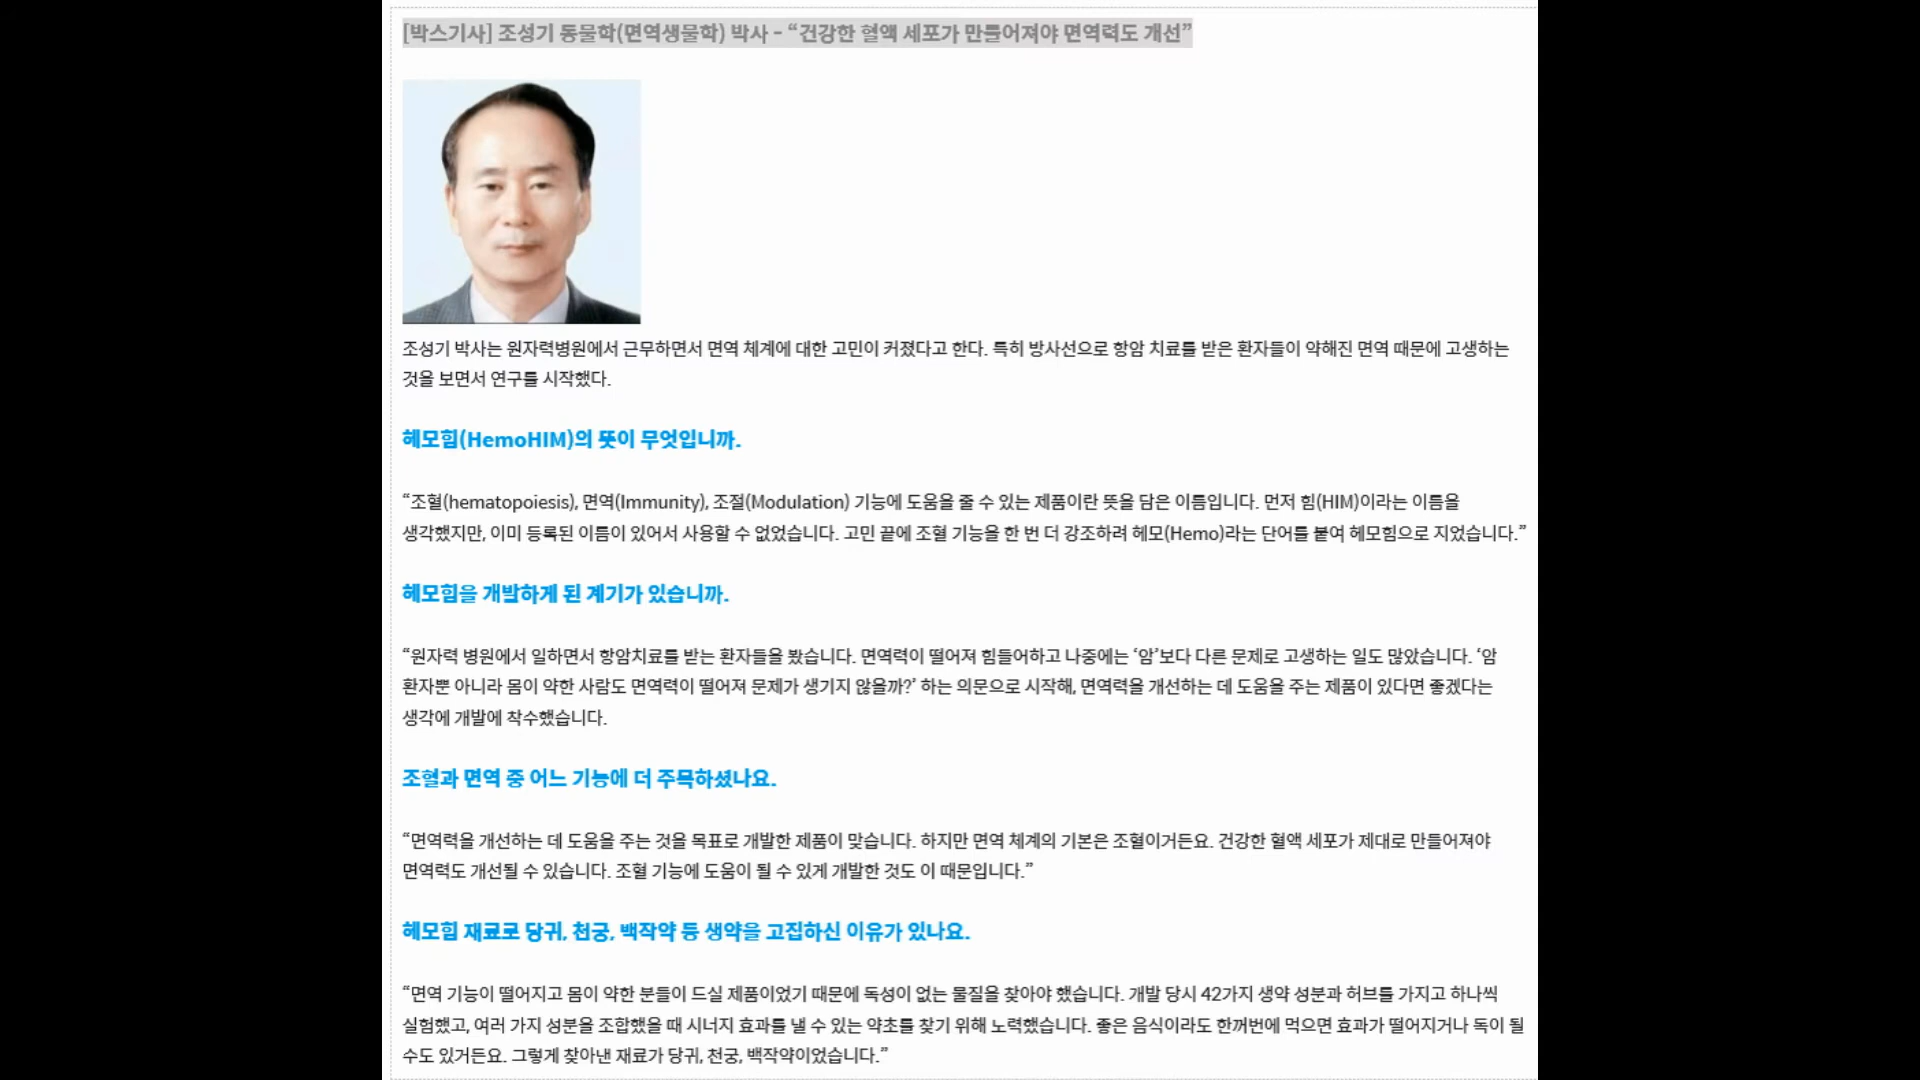 [박스기사] 조성기 동물학(면역생물학) 박사 - “건강한 혈액 세포가 만들어져야 면역력도 개선”
조성기 박사는 원자력병원에서 근무하면서 면역 체계에 대한 고민이 커졌다고 한다. 특히 방사선으로 항암 치료를 받은 환자들이 약해진 면역 때문에 고생하는
것을 보면서 연구를 시작했다.
헤모힘(HemoHIM)의 뜻이 무엇입니까.
“조혈(hematopoiesis), 면역(Immunity), 조절(Modulation) 기능에 도움을 줄 수 있는 제품이란 뜻을 담은 이름입니다. 먼저 힘(HIM)이라는 이름을
생각했지만, 이미 등록된 이름이 있어서 사용할 수 없었습니다. 고민 끝에 조혈 기능을 한 번 더 강조하려 헤모(Hemo)라는 단어를 붙여 헤모힘으로 지었습니다.”
헤모힘을 개발하게 된 계기가 있습니까.
“원자력 병원에서 일하면서 항암치료를 받는 환자들을 봤습니다. 면역력이 떨어져 힘들어하고 나중에는 ‘암’보다 다른 문제로 고생하는 일도 많았습니다. ‘암
환자뿐 아니라 몸이 약한 사람도 면역력이 떨어져 문제가 생기지 않을까?’ 하는 의문으로 시작해, 면역력을 개선하는 데 도움을 주는 제품이 있다면 좋겠다는
생각에 개발에 착수했습니다.
조혈과 면역 중 어느 기능에 더 주목하셨나요.
“면역력을 개선하는 데 도움을 주는 것을 목표로 개발한 제품이 맞습니다. 하지만 면역 체계의 기본은 조혈이거든요. 건강한 혈액 세포가 제대로 만들어져야
면역력도 개선될 수 있습니다. 조혈 기능에 도움이 될 수 있게 개발한 것도 이 때문입니다.”
헤모힘 재료로 당귀, 천궁, 백작약 등 생약을 고집하신 이유가 있나요.
“면역 기능이 떨어지고 몸이 약한 분들이 드실 제품이었기 때문에 독성이 없는 물질을 찾아야 했습니다. 개발 당시 42가지 생약 성분과 허브를 가지고 하나씩
실험했고, 여러 가지 성분을 조합했을 때 시너지 효과를 낼 수 있는 약초를 찾기 위해 노력했습니다. 좋은 음식이라도 한꺼번에 먹으면 효과가 떨어지거나 독이 될
수도 있거든요. 그렇게 찾아낸 재료가 당귀, 천궁, 백작약이었습니다.”